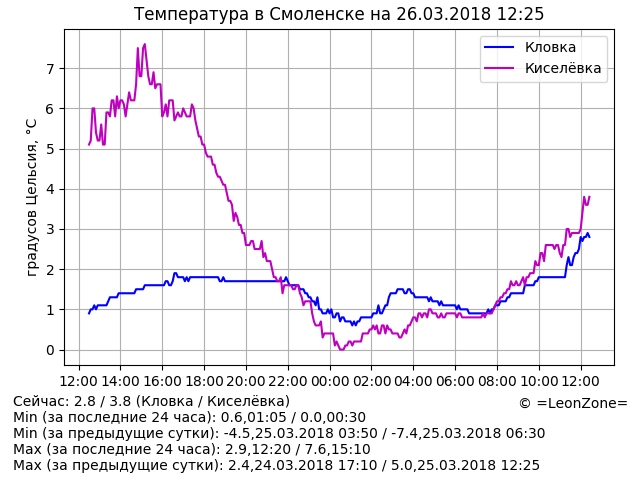 Температура в Смоленске на 26.03.2018 12:25
Кловка
Киселёвка
градусов Цельсия, °C
7
6
5
4
3
2
1
0
12:00 14:00 16:00 18:00 20:00 22:00 00:00 02:00 04:00 06:00 08:00 10:00 12:00
Сейчас: 2.8 / 3.8 (Кловка / Киселёвка)
© =LeonZone=
Min (за последние 24 часа): 0.6,01:05 / 0.0,00:30
Min (за предыдущие сутки): -4.5,25.03.2018 03:50 / -7.4,25.03.2018 06:30
Max (за последние 24 часа): 2.9,12:20 / 7.6,15:10
Max (за предыдущие сутки): 2.4,24.03.2018 17:10 / 5.0,25.03.2018 12:25